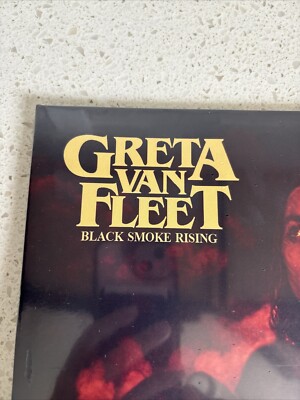 GRETA
VAN
FLEET
BLACK SMOKE RISING